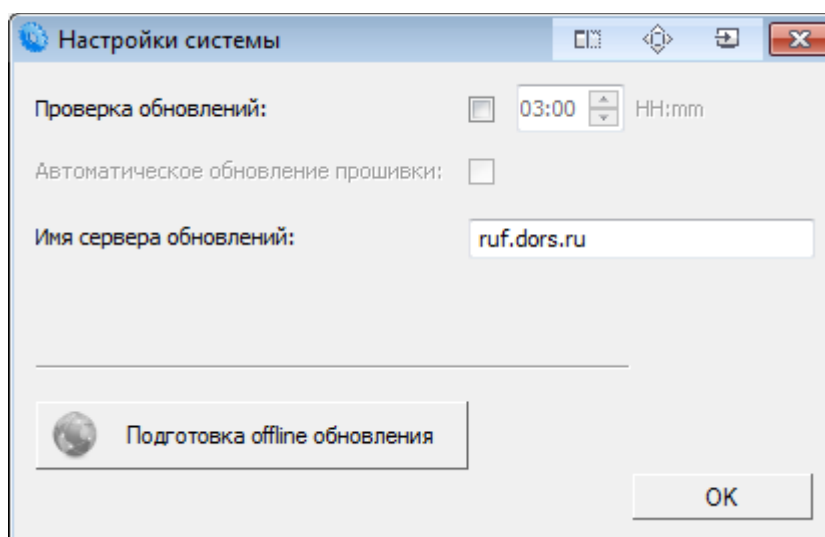 Настройки системы
Проверка обновлений: 03:00 HH:mm
Автоматическое обновление прошивки:
Имя сервера обновлений: ruf.dors.ru
Подготовка offline обновления
OK